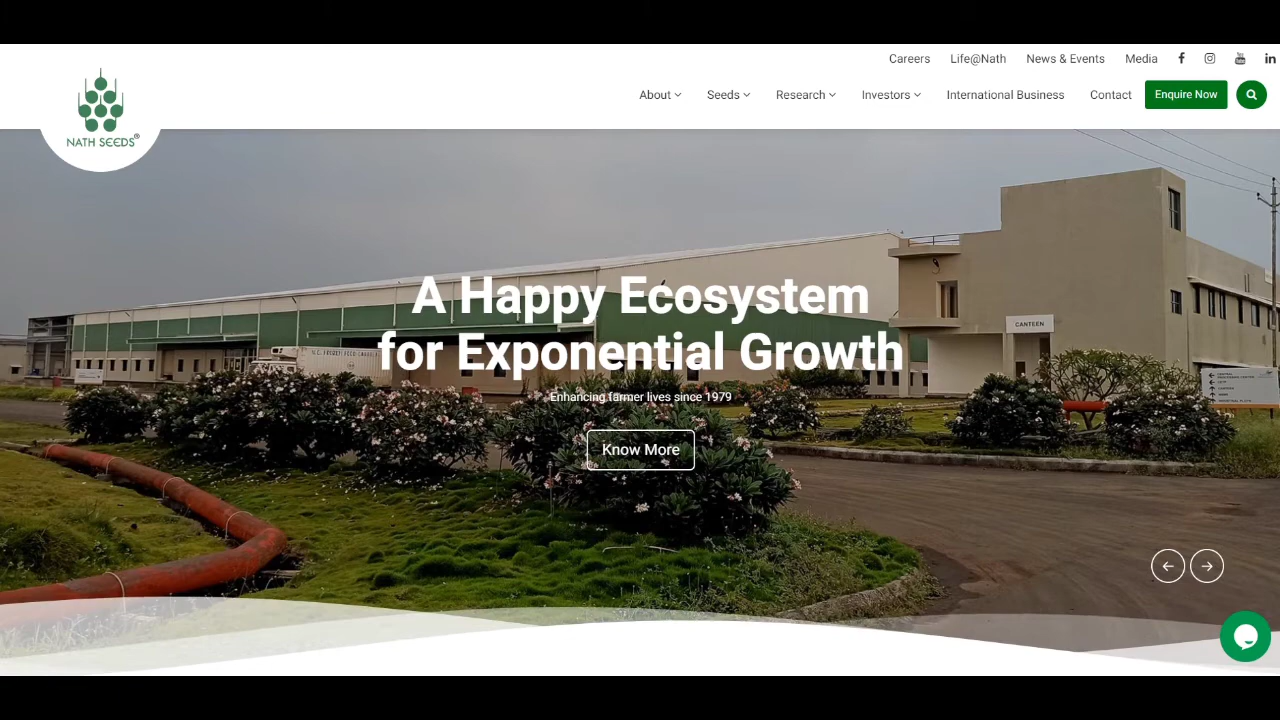 Careers Life@Nath News & Events Media
NATH SEEDS®
About Seeds Research Investors International Business Contact Enquire Now
A Happy Ecosystem
for Exponential Growth
Enhancing farmer lives since 1979
Know More
CANTEEN